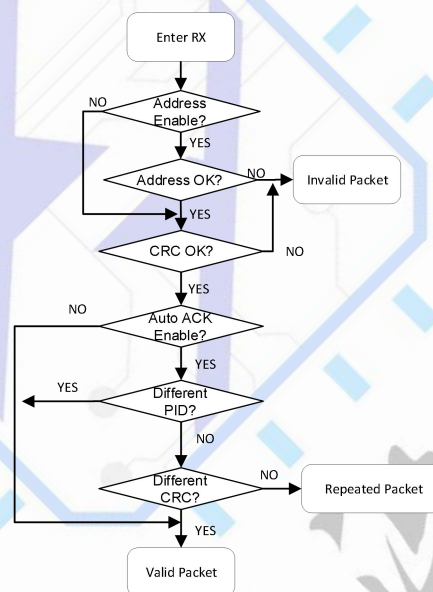 Enter RX
NO
Address
Enable?
YES
Address OK?
NO
Invalid Packet
YES
CRC OK?
NO
YES
NO
Auto ACK
Enable?
YES
YES
Different
PID?
NO
Different
CRC?
NO
Repeated Packet
YES
Valid Packet